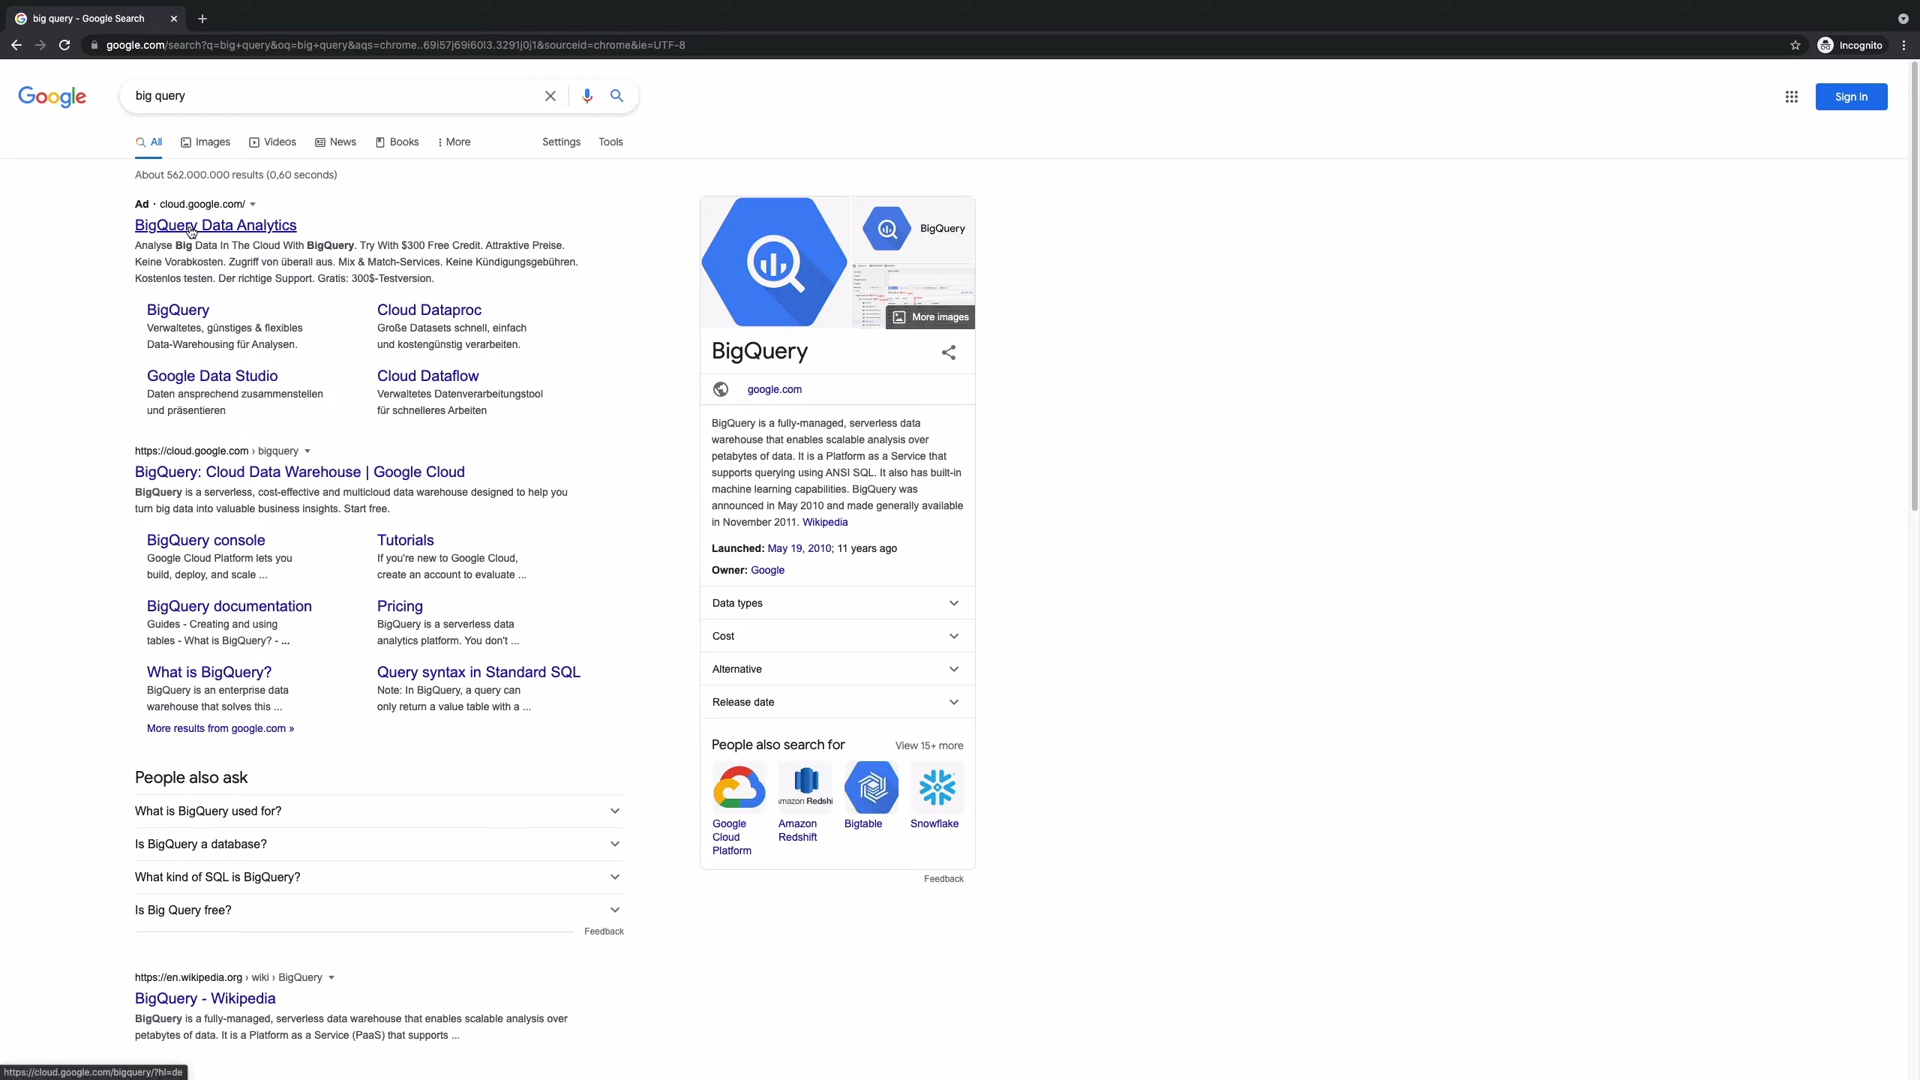 big query - Google Search
google.com/search?q=big+query&oq=big+query&aqs=chrome..69i57j69i60l3.3291j0j1&sourceid=chrome&ie=UTF-8
Incognito
Google
big query
Sign in
All
Images
Videos
News
Books
More
Settings
Tools
About 562.000.000 results (0,60 seconds)
Ad · cloud.google.com/
BigQuery Data Analytics
Analyse Big Data In The Cloud With BigQuery. Try With $300 Free Credit. Attraktive Preise.
Keine Vorabkosten. Zugriff von überall aus. Mix & Match-Services. Keine Kündigungsgebühren.
Kostenlos testen. Der richtige Support. Gratis: 300$-Testversion.
BigQuery
Verwaltetes, günstiges & flexibles
Data-Warehousing für Analysen.
Cloud Dataproc
Große Datasets schnell, einfach
und kostengünstig verarbeiten.
Google Data Studio
Daten ansprechend zusammenstellen
und präsentieren
Cloud Dataflow
Verwaltetes Datenverarbeitungstool
für schnelleres Arbeiten
https://cloud.google.com › bigquery
BigQuery: Cloud Data Warehouse | Google Cloud
BigQuery is a serverless, cost-effective and multicloud data warehouse designed to help you
turn big data into valuable business insights. Start free.
BigQuery console
Google Cloud Platform lets you
build, deploy, and scale ...
Tutorials
If you're new to Google Cloud,
create an account to evaluate ...
BigQuery documentation
Guides - Creating and using
tables - What is BigQuery? - ...
Pricing
BigQuery is a serverless data
analytics platform. You don't ...
What is BigQuery?
BigQuery is an enterprise data
warehouse that solves this ...
Query syntax in Standard SQL
Note: In BigQuery, a query can
only return a value table with a ...
More results from google.com »
People also ask
What is BigQuery used for?
Is BigQuery a database?
What kind of SQL is BigQuery?
Is Big Query free?
Feedback
https://en.wikipedia.org › wiki › BigQuery
BigQuery - Wikipedia
BigQuery is a fully-managed, serverless data warehouse that enables scalable analysis over
petabytes of data. It is a Platform as a Service (PaaS) that supports ...
https://cloud.google.com/bigquery/?hl=de
BigQuery
More images
BigQuery
google.com
BigQuery is a fully-managed, serverless data
warehouse that enables scalable analysis over
petabytes of data. It is a Platform as a Service that
supports querying using ANSI SQL. It also has built-in
machine learning capabilities. BigQuery was
announced in May 2010 and made generally available
in November 2011. Wikipedia
Launched: May 19, 2010; 11 years ago
Owner: Google
Data types
Cost
Alternative
Release date
People also search for
View 15+ more
mazon Redshi
Google
Cloud
Platform
Amazon
Redshift
Bigtable
Snowflake
Feedback